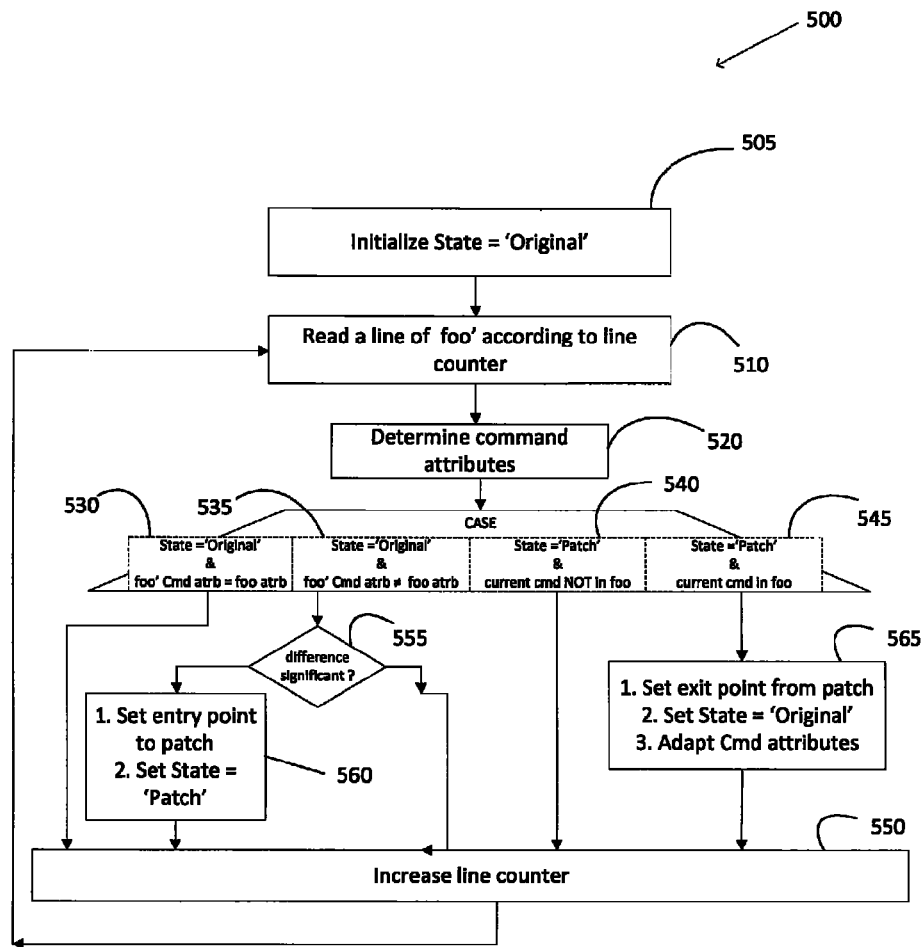 500
505
Initialize State = 'Original'
Read a line of foo' according to line
counter
510
Determine command
attributes
520
530
535
540
545
CASE
State ='Original'
&
foo' Cmd atrb = foo atrb
State ='Original'
&
foo' Cmd atrb ≠ foo atrb
State ='Patch'
&
current cmd NOT in foo
State ='Patch'
&
current cmd in foo
555
difference
significant ?
565
1. Set entry point
to patch
2. Set State =
'Patch'
560
1. Set exit point from patch
2. Set State = 'Original'
3. Adapt Cmd attributes
550
Increase line counter